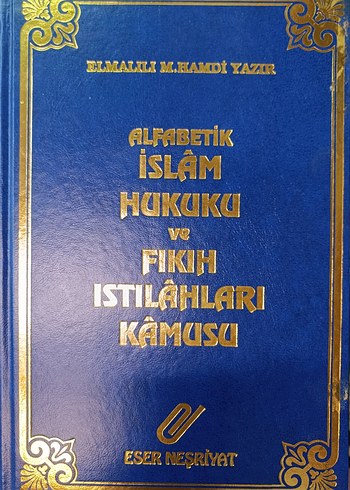 ELMALILI M.HAMDİ YAZIR
ALFABETİK
İSLÂM
HUKUKU
ve
FIKIH
ISTILÂHLARI
KÂMUSU
ESER NEŞRİYAT